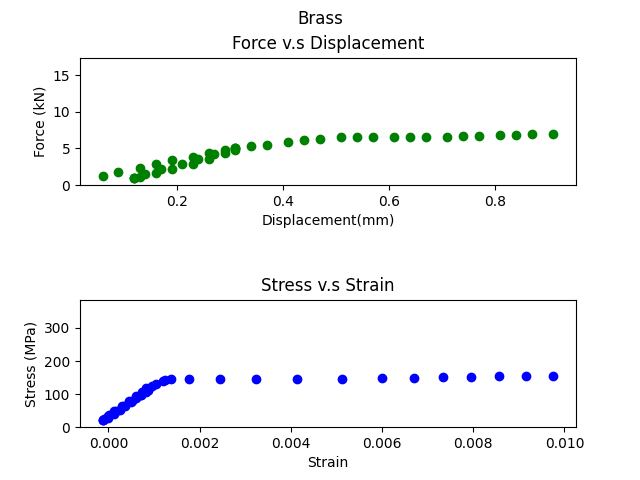 Brass
Force v.s Displacement
15
10
5
0
Force (kN)
0.2 0.4 0.6 0.8
Displacement(mm)
Stress v.s Strain
300
200
100
0
Stress (MPa)
0.000 0.002 0.004 0.006 0.008 0.010
Strain